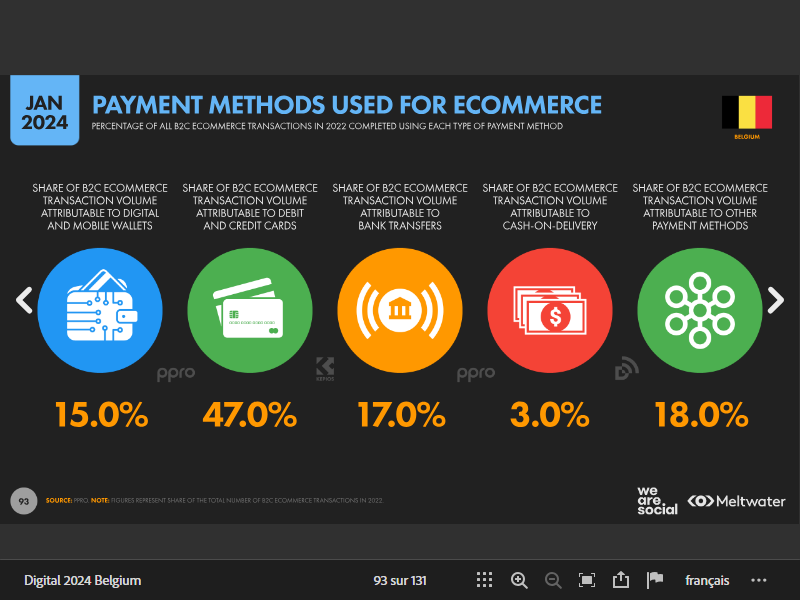 JAN
2024
PAYMENT METHODS USED FOR ECOMMERCE
PERCENTAGE OF ALL B2C ECOMMERCE TRANSACTIONS IN 2022 COMPLETED USING EACH TYPE OF PAYMENT METHOD
BELGIUM
SHARE OF B2C ECOMMERCE
TRANSACTION VOLUME
ATTRIBUTABLE TO DIGITAL
AND MOBILE WALLETS
SHARE OF B2C ECOMMERCE
TRANSACTION VOLUME
ATTRIBUTABLE TO DEBIT
AND CREDIT CARDS
SHARE OF B2C ECOMMERCE
TRANSACTION VOLUME
ATTRIBUTABLE TO
BANK TRANSFERS
SHARE OF B2C ECOMMERCE
TRANSACTION VOLUME
ATTRIBUTABLE TO
CASH-ON-DELIVERY
SHARE OF B2C ECOMMERCE
TRANSACTION VOLUME
ATTRIBUTABLE TO OTHER
PAYMENT METHODS
$
ppro
KEPIOS
ppro
15.0%
47.0%
17.0%
3.0%
18.0%
93
SOURCE: PPRO. NOTE: FIGURES REPRESENT SHARE OF THE TOTAL NUMBER OF B2C ECOMMERCE TRANSACTIONS IN 2022.
we
are
social
Meltwater
Digital 2024 Belgium
93 sur 131
français